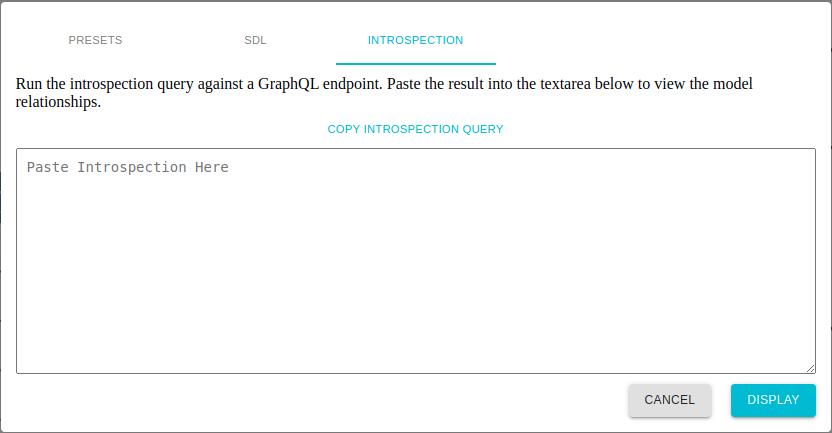 PRESETS
SDL
INTROSPECTION
Run the introspection query against a GraphQL endpoint. Paste the result into the textarea below to view the model
relationships.
COPY INTROSPECTION QUERY
Paste Introspection Here
CANCEL
DISPLAY